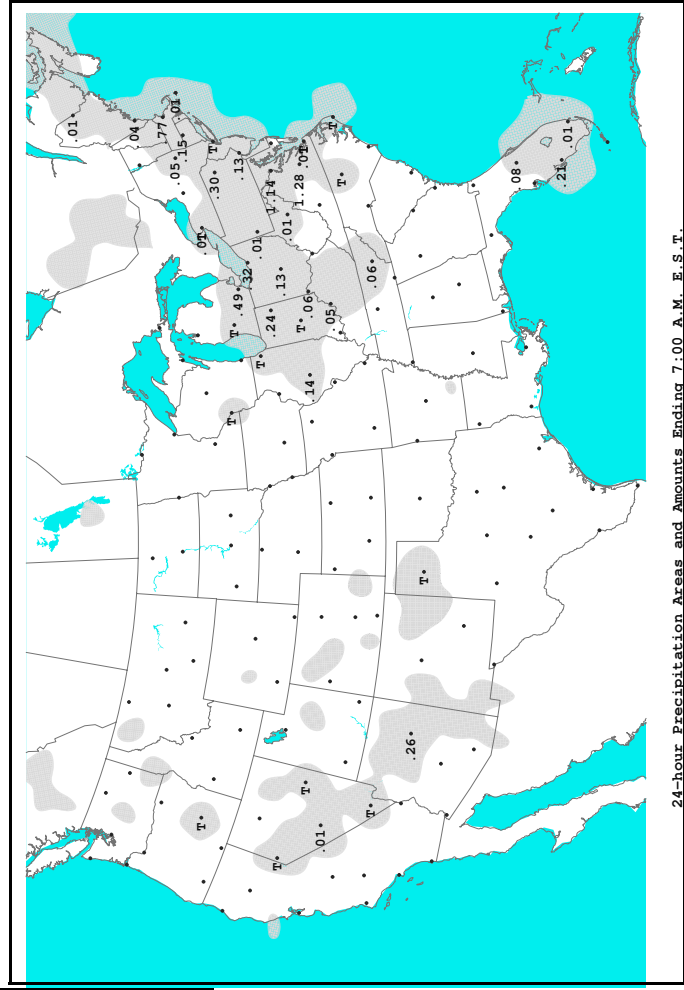 .01
.04
.77
.05
.01
.15
T
.01
T
T
.30
T
T
.49
.13
.32
.01
T
.24
1.14
T
.13
.01
1.28
T
.01
T
.06
.14
.01
.05
T
T
T
.06
.26
T
.08
.21
.01
24-hour Precipitation Areas and Amounts Ending 7:00 A.M. E.S.T.